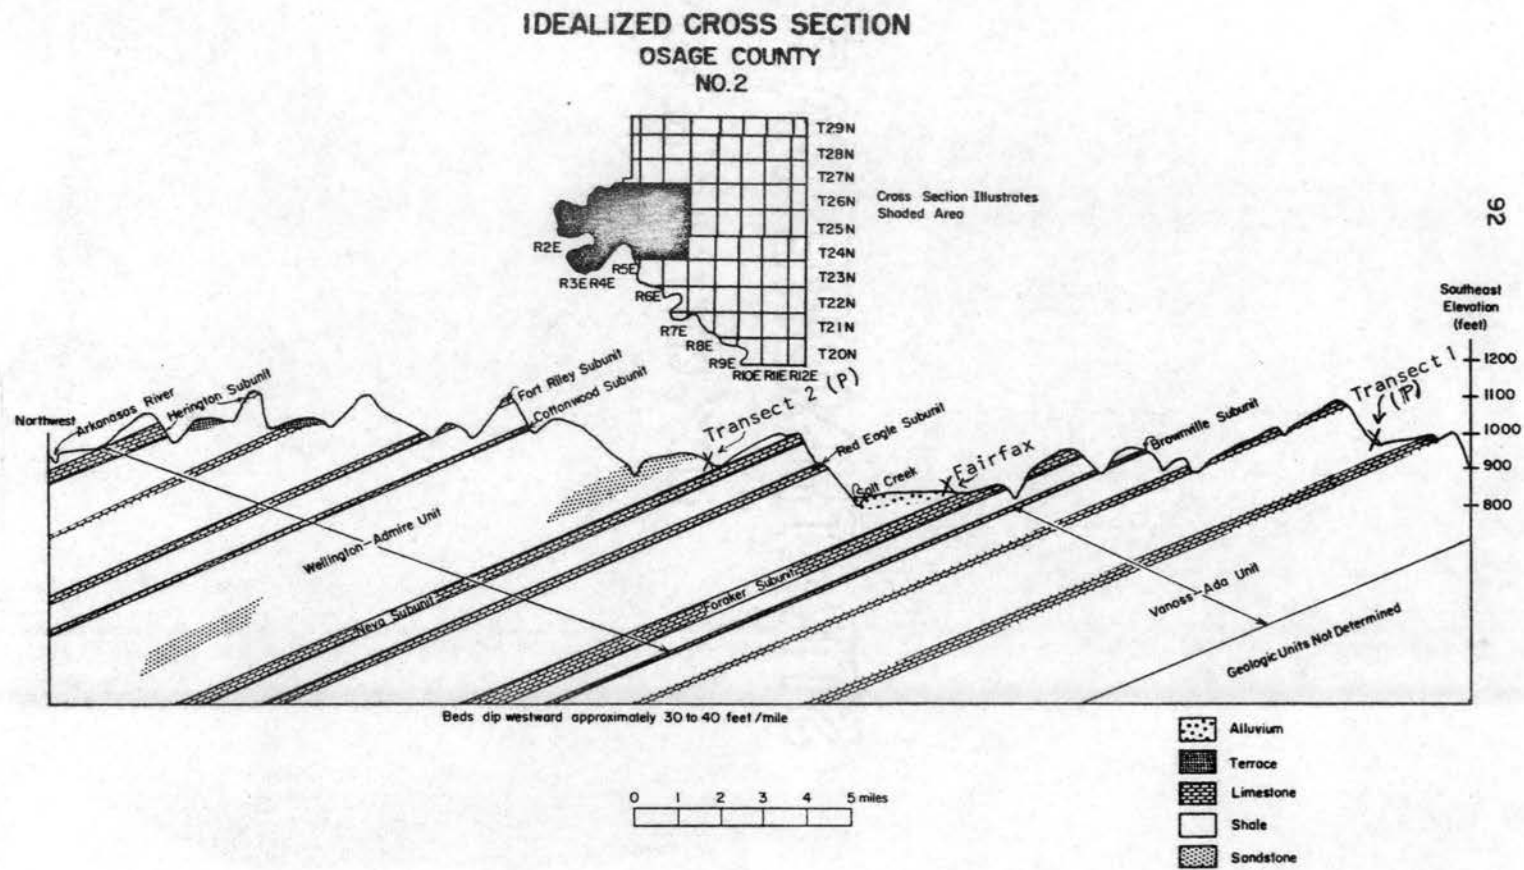 IDEALIZED CROSS SECTION
OSAGE COUNTY
NO.2
T29N
T28N
T27N
T26N
T25N
T24N
T23N
T22N
T21N
T20N
R2E
R3E R4E
R5E
R6E
R7E
R8E
R9E
R10E R11E R12E
Cross Section Illustrates
Shaded Area
92
Southeast
Elevation
(feet)
1200
1100
1000
900
800
Northwest
Arkansas River
Herington Subunit
Fort Riley Subunit
Cottonwood Subunit
Transect 2 (P)
Red Eagle Subunit
Salt Creek
Fairfax
Brownville Subunit
Transect 1
(P)
Wellington-Admire Unit
Neva Subunit
Foraker Subunit
Vanoss-Ada Unit
Geologic Units Not Determined
Beds dip westward approximately 30 to 40 feet/mile
0 1 2 3 4 5 miles
Alluvium
Terrace
Limestone
Shale
Sandstone